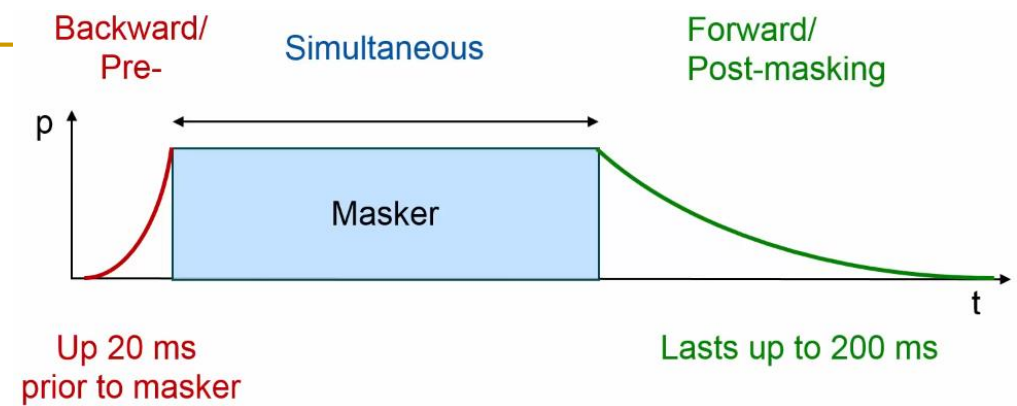 Backward/
Pre-
Simultaneous
Forward/
Post-masking
p
Masker
t
Up 20 ms
prior to masker
Lasts up to 200 ms